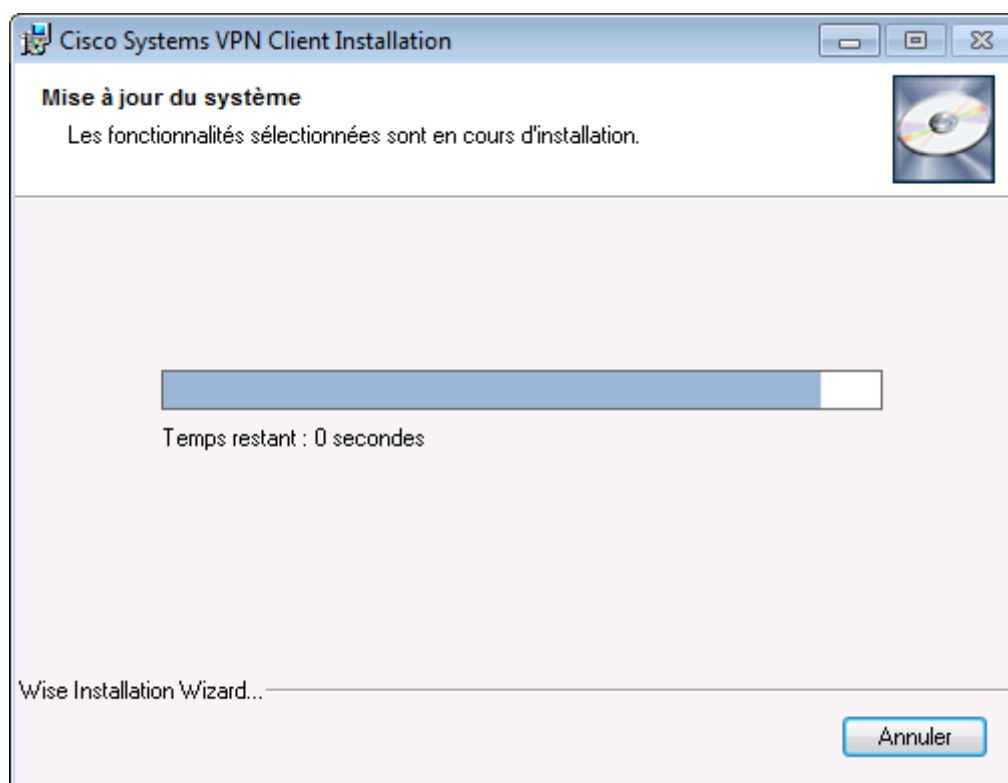 Cisco Systems VPN Client Installation
Mise à jour du système
Les fonctionnalités sélectionnées sont en cours d'installation.
Temps restant : 0 secondes
Wise Installation Wizard...
Annuler